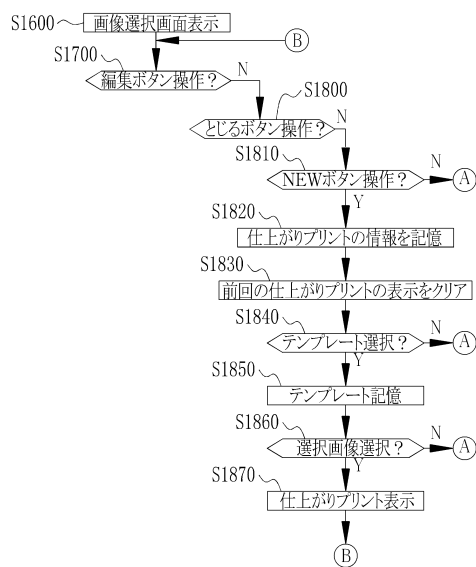 S1600
画像選択画面表示
B
S1700
編集ボタン操作？
N
S1800
とじるボタン操作？
N
S1810
NEWボタン操作？
N
A
Y
S1820
仕上がりプリントの情報を記憶
S1830
前回の仕上がりプリントの表示をクリア
S1840
テンプレート選択？
N
A
Y
S1850
テンプレート記憶
S1860
選択画像選択？
N
A
Y
S1870
仕上がりプリント表示
B